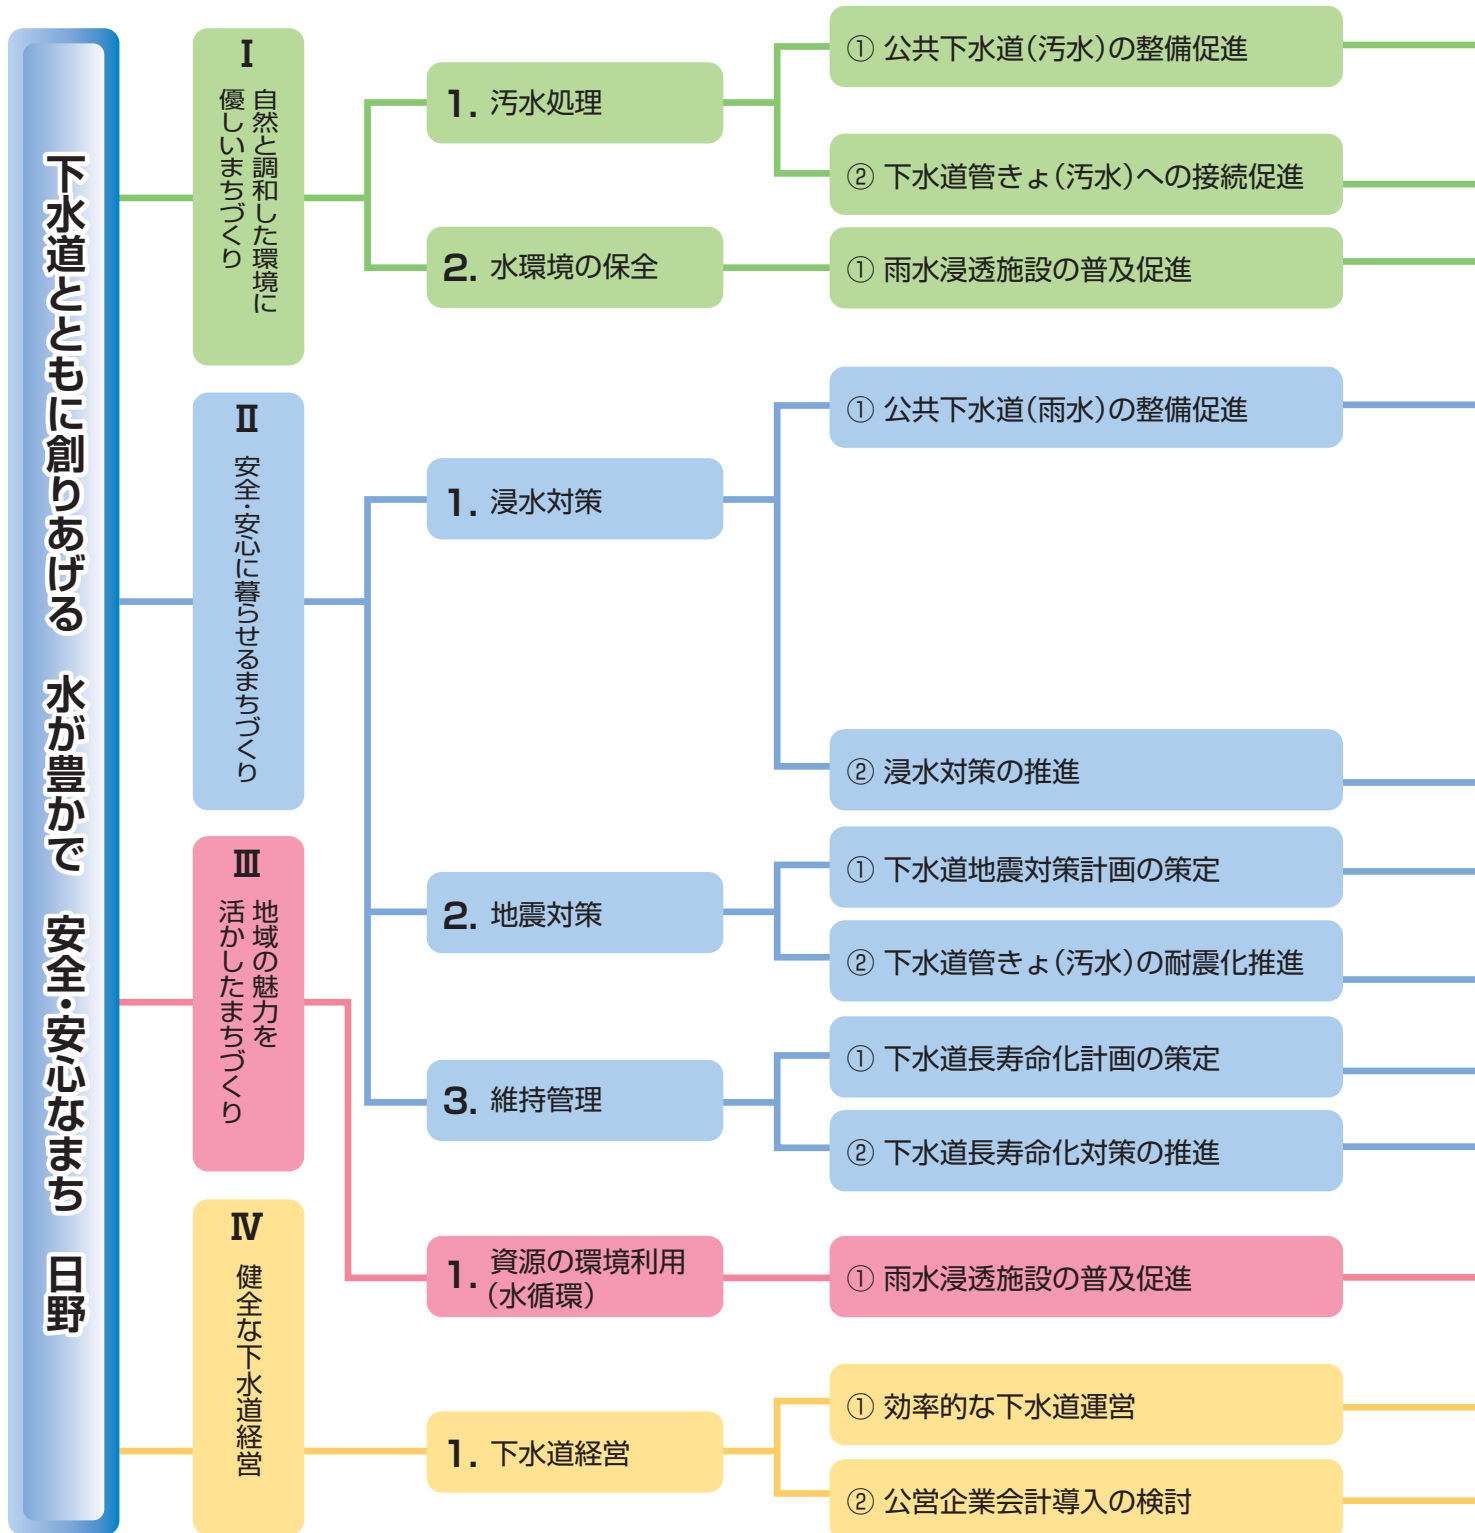 下水道とともに創りあげる　水が豊かで　安全・安心なまち　日野
Ⅰ
自然と調和した環境に
優しいまちづくり
1. 汚水処理
① 公共下水道(汚水)の整備促進
② 下水道管きょ(汚水)への接続促進
2. 水環境の保全
① 雨水浸透施設の普及促進
Ⅱ
安全・安心に暮らせるまちづくり
1. 浸水対策
① 公共下水道(雨水)の整備促進
② 浸水対策の推進
2. 地震対策
① 下水道地震対策計画の策定
② 下水道管きょ(汚水)の耐震化推進
3. 維持管理
① 下水道長寿命化計画の策定
② 下水道長寿命化対策の推進
Ⅲ
地域の魅力を
活かしたまちづくり
1. 資源の環境利用
(水循環)
① 雨水浸透施設の普及促進
Ⅳ
健全な下水道経営
1. 下水道経営
① 効率的な下水道運営
② 公営企業会計導入の検討